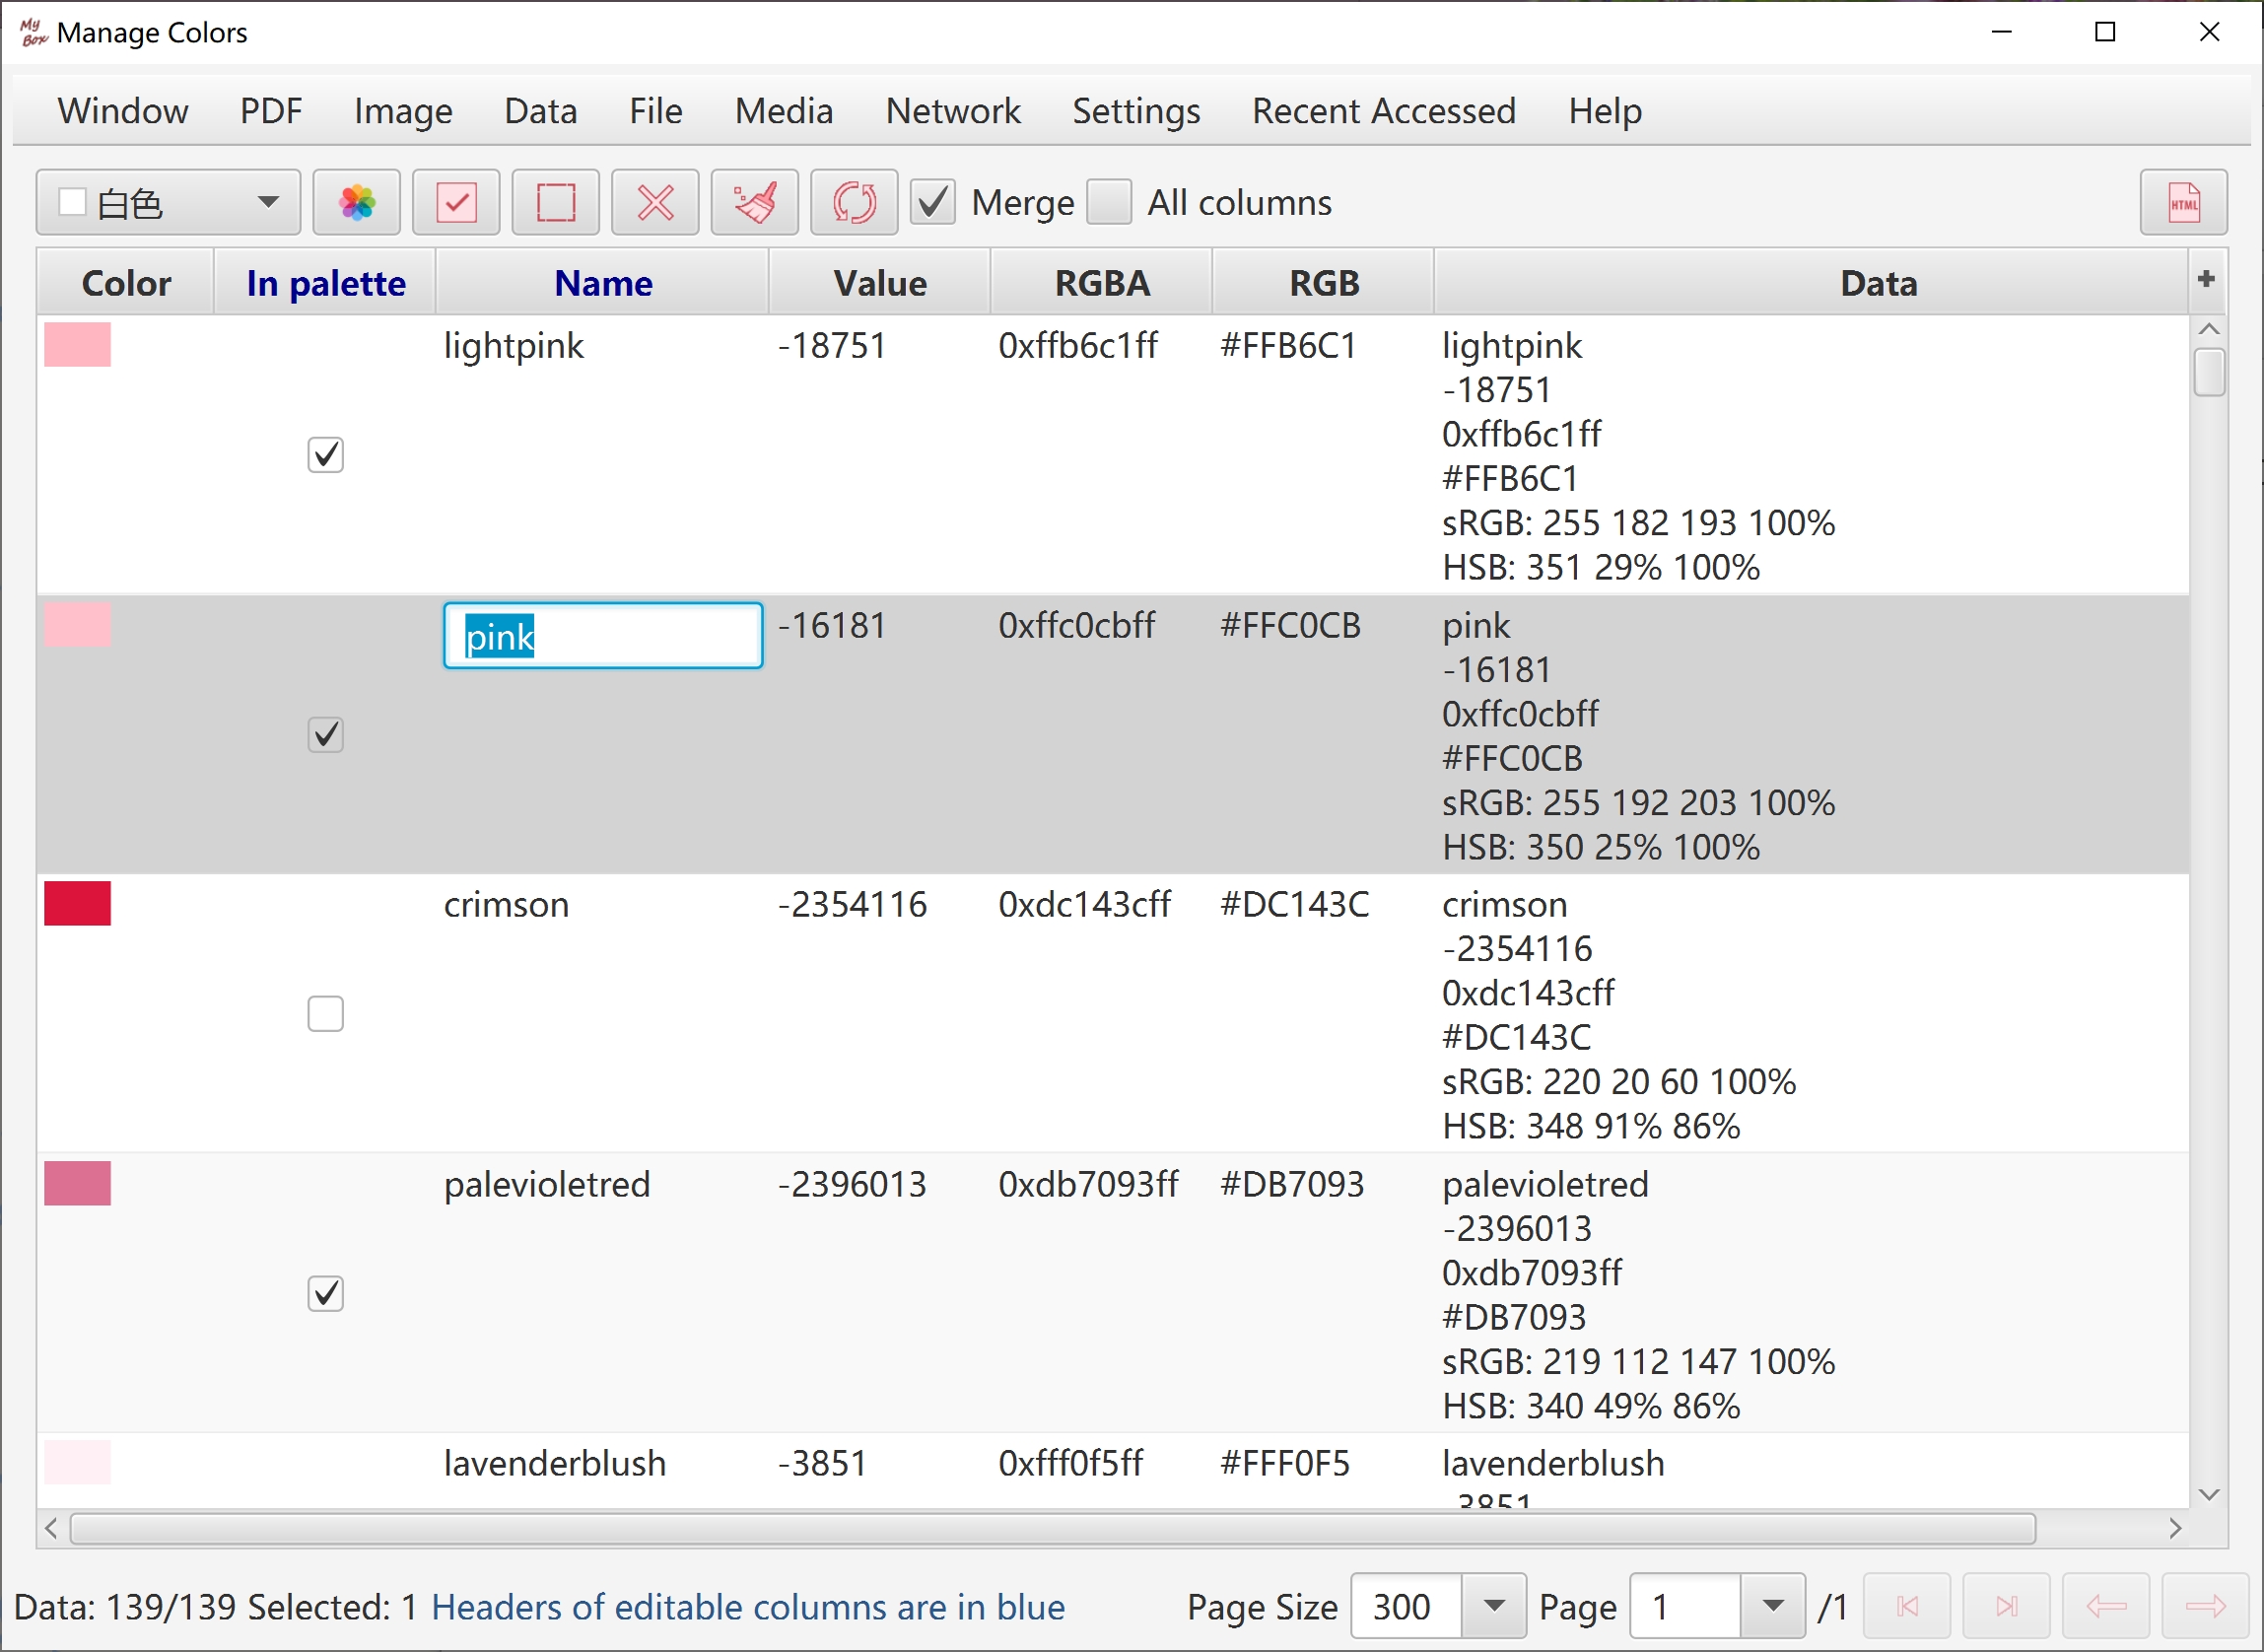 My Box Manage Colors
Window PDF Image Data File Media Network Settings Recent Accessed Help
白色 Merge All columns HTML
Color In palette Name Value RGBA RGB Data +
lightpink -18751 0xffb6c1ff #FFB6C1 lightpink
-18751
0xffb6c1ff
#FFB6C1
sRGB: 255 182 193 100%
HSB: 351 29% 100%
pink -16181 0xffc0cbff #FFC0CB pink
-16181
0xffc0cbff
#FFC0CB
sRGB: 255 192 203 100%
HSB: 350 25% 100%
crimson -2354116 0xdc143cff #DC143C crimson
-2354116
0xdc143cff
#DC143C
sRGB: 220 20 60 100%
HSB: 348 91% 86%
palevioletred -2396013 0xdb7093ff #DB7093 palevioletred
-2396013
0xdb7093ff
#DB7093
sRGB: 219 112 147 100%
HSB: 340 49% 86%
lavenderblush -3851 0xfff0f5ff #FFF0F5 lavenderblush
-3851
Data: 139/139 Selected: 1 Headers of editable columns are in blue Page Size 300 Page 1 /1